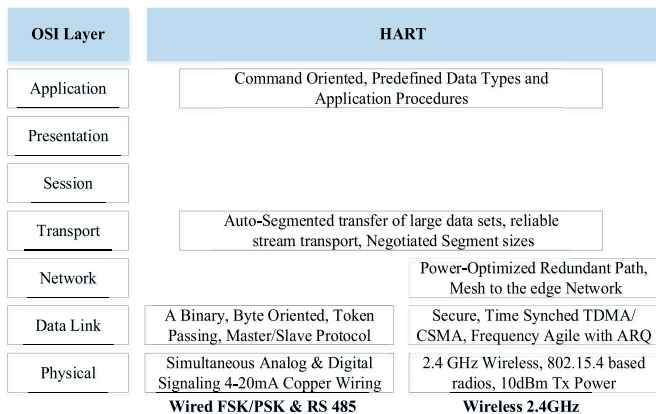 OSI Layer
HART
Application
Command Oriented, Predefined Data Types and
Application Procedures
Presentation
Session
Transport
Auto-Segmented transfer of large data sets, reliable
stream transport, Negotiated Segment sizes
Network
Power-Optimized Redundant Path,
Mesh to the edge Network
Data Link
A Binary, Byte Oriented, Token
Passing, Master/Slave Protocol
Secure, Time Synched TDMA/
CSMA, Frequency Agile with ARQ
Physical
Simultaneous Analog & Digital
Signaling 4-20mA Copper Wiring
2.4 GHz Wireless, 802.15.4 based
radios, 10dBm Tx Power
Wired FSK/PSK & RS 485
Wireless 2.4GHz